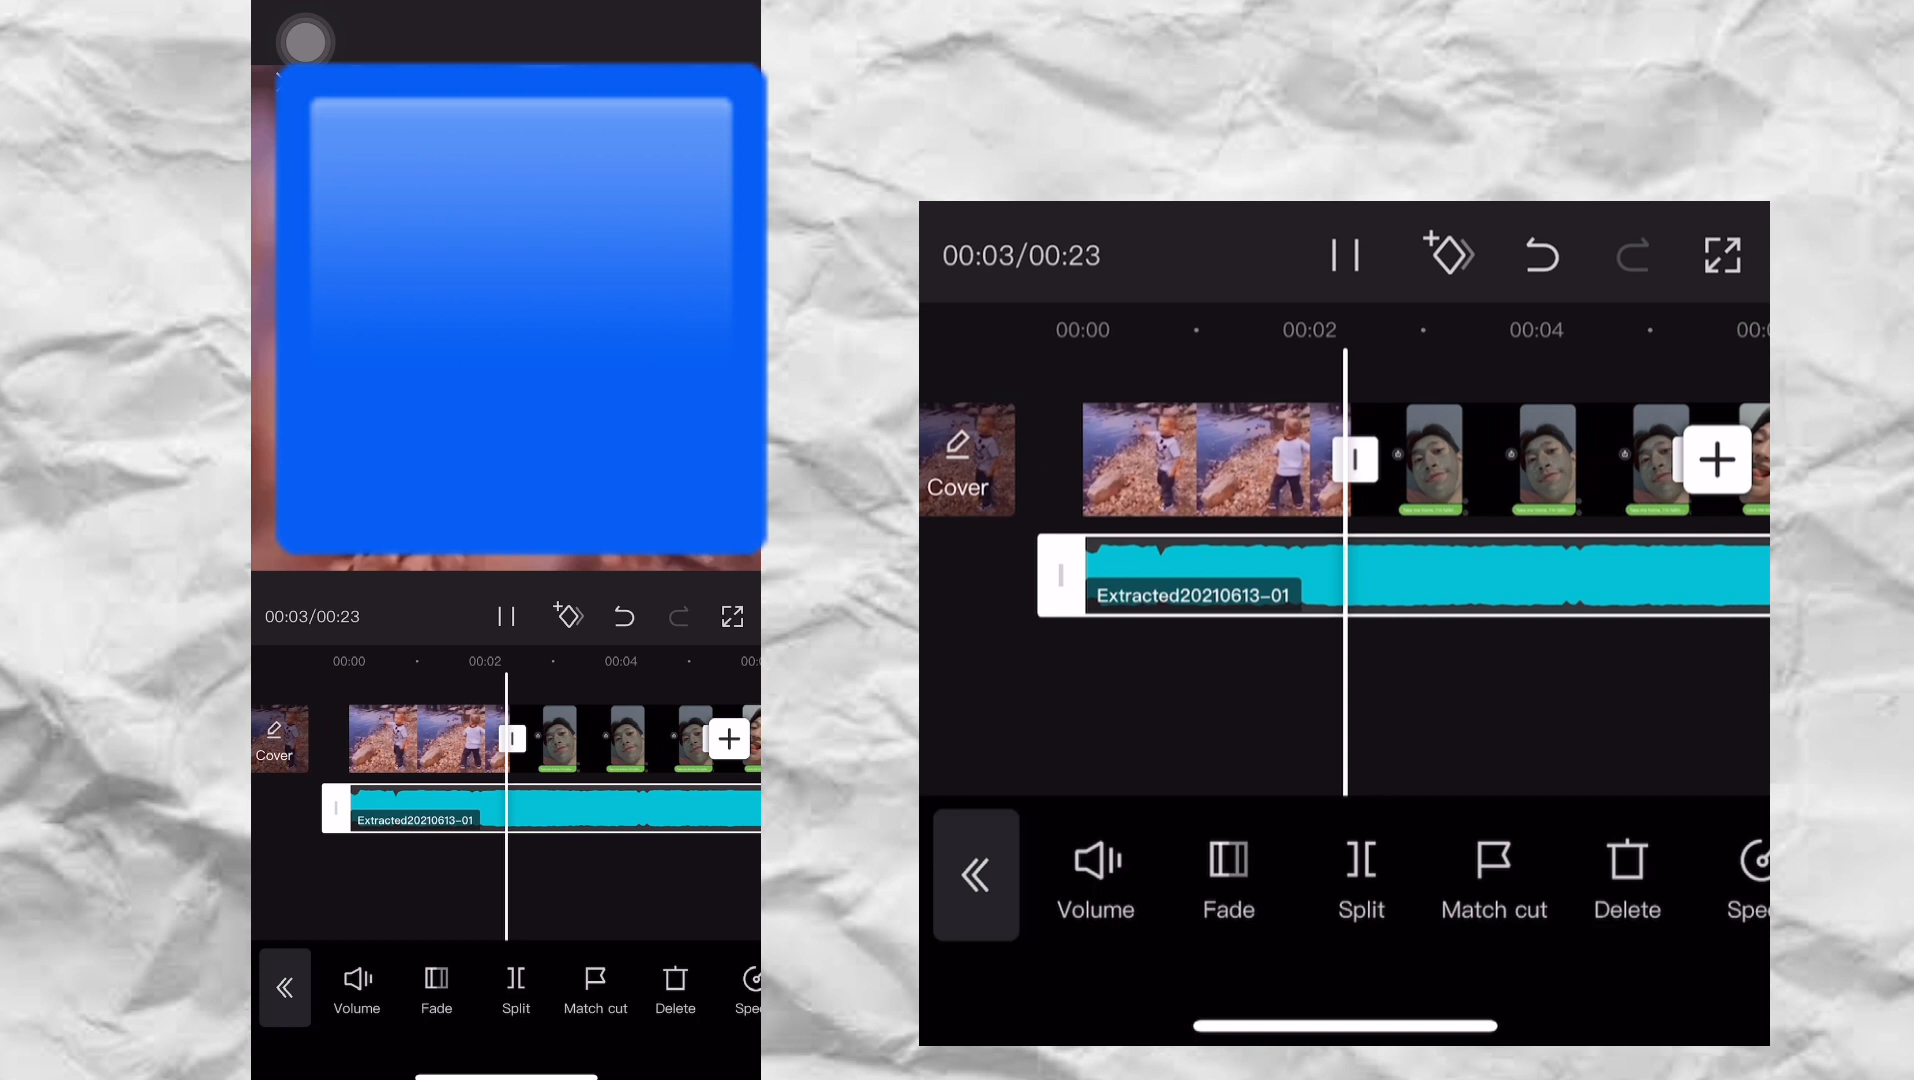 00:03/00:23
00:00
00:02
00:04
00:0
Cover
Extracted20210613-01
Volume
Fade
Split
Match cut
Delete
Spee
00:03/00:23
00:00
00:02
00:04
00:0
Cover
Extracted20210613-01
Volume
Fade
Split
Match cut
Delete
Spee